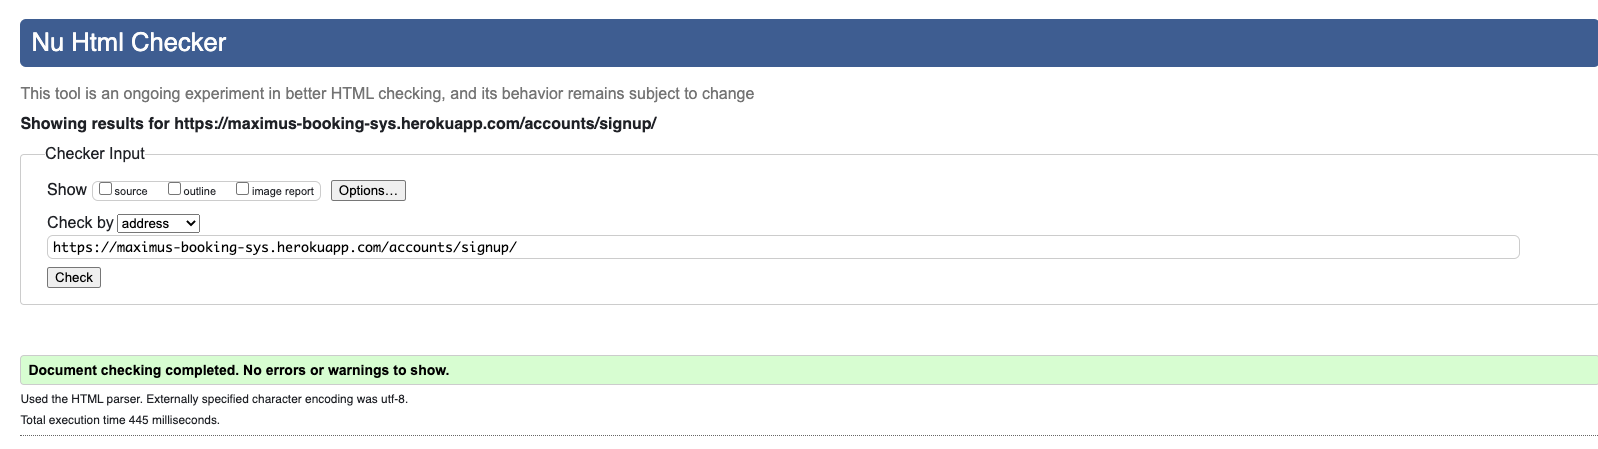 Nu Html Checker
This tool is an ongoing experiment in better HTML checking, and its behavior remains subject to change
Showing results for https://maximus-booking-sys.herokuapp.com/accounts/signup/
Checker Input
Show source outline image report Options...
Check by address
https://maximus-booking-sys.herokuapp.com/accounts/signup/
Check
Document checking completed. No errors or warnings to show.
Used the HTML parser. Externally specified character encoding was utf-8.
Total execution time 445 milliseconds.